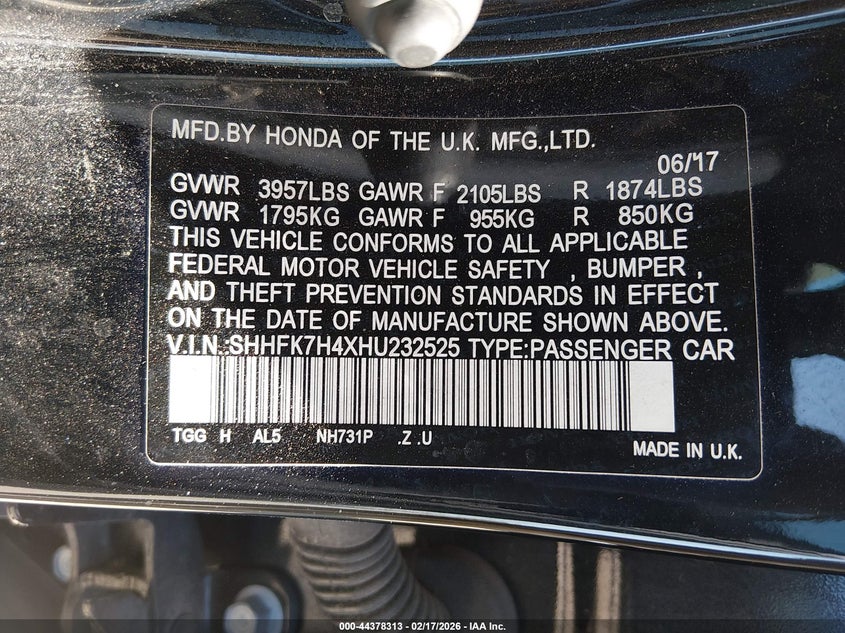 MFD.BY HONDA OF THE U.K. MFG.,LTD.
06/17
GVWR 3957LBS GAWR F 2105LBS R 1874LBS
GVWR 1795KG GAWR F 955KG R 850KG
THIS VEHICLE CONFORMS TO ALL APPLICABLE
FEDERAL MOTOR VEHICLE SAFETY , BUMPER ,
AND THEFT PREVENTION STANDARDS IN EFFECT
ON THE DATE OF MANUFACTURE SHOWN ABOVE.
V.I.N.:SHHFK7H4XHU232525 TYPE:PASSENGER CAR
TGG H AL5 NH731P .Z .U
MADE IN U.K.
000-44378313 - 02/17/2026 - IAA Inc.